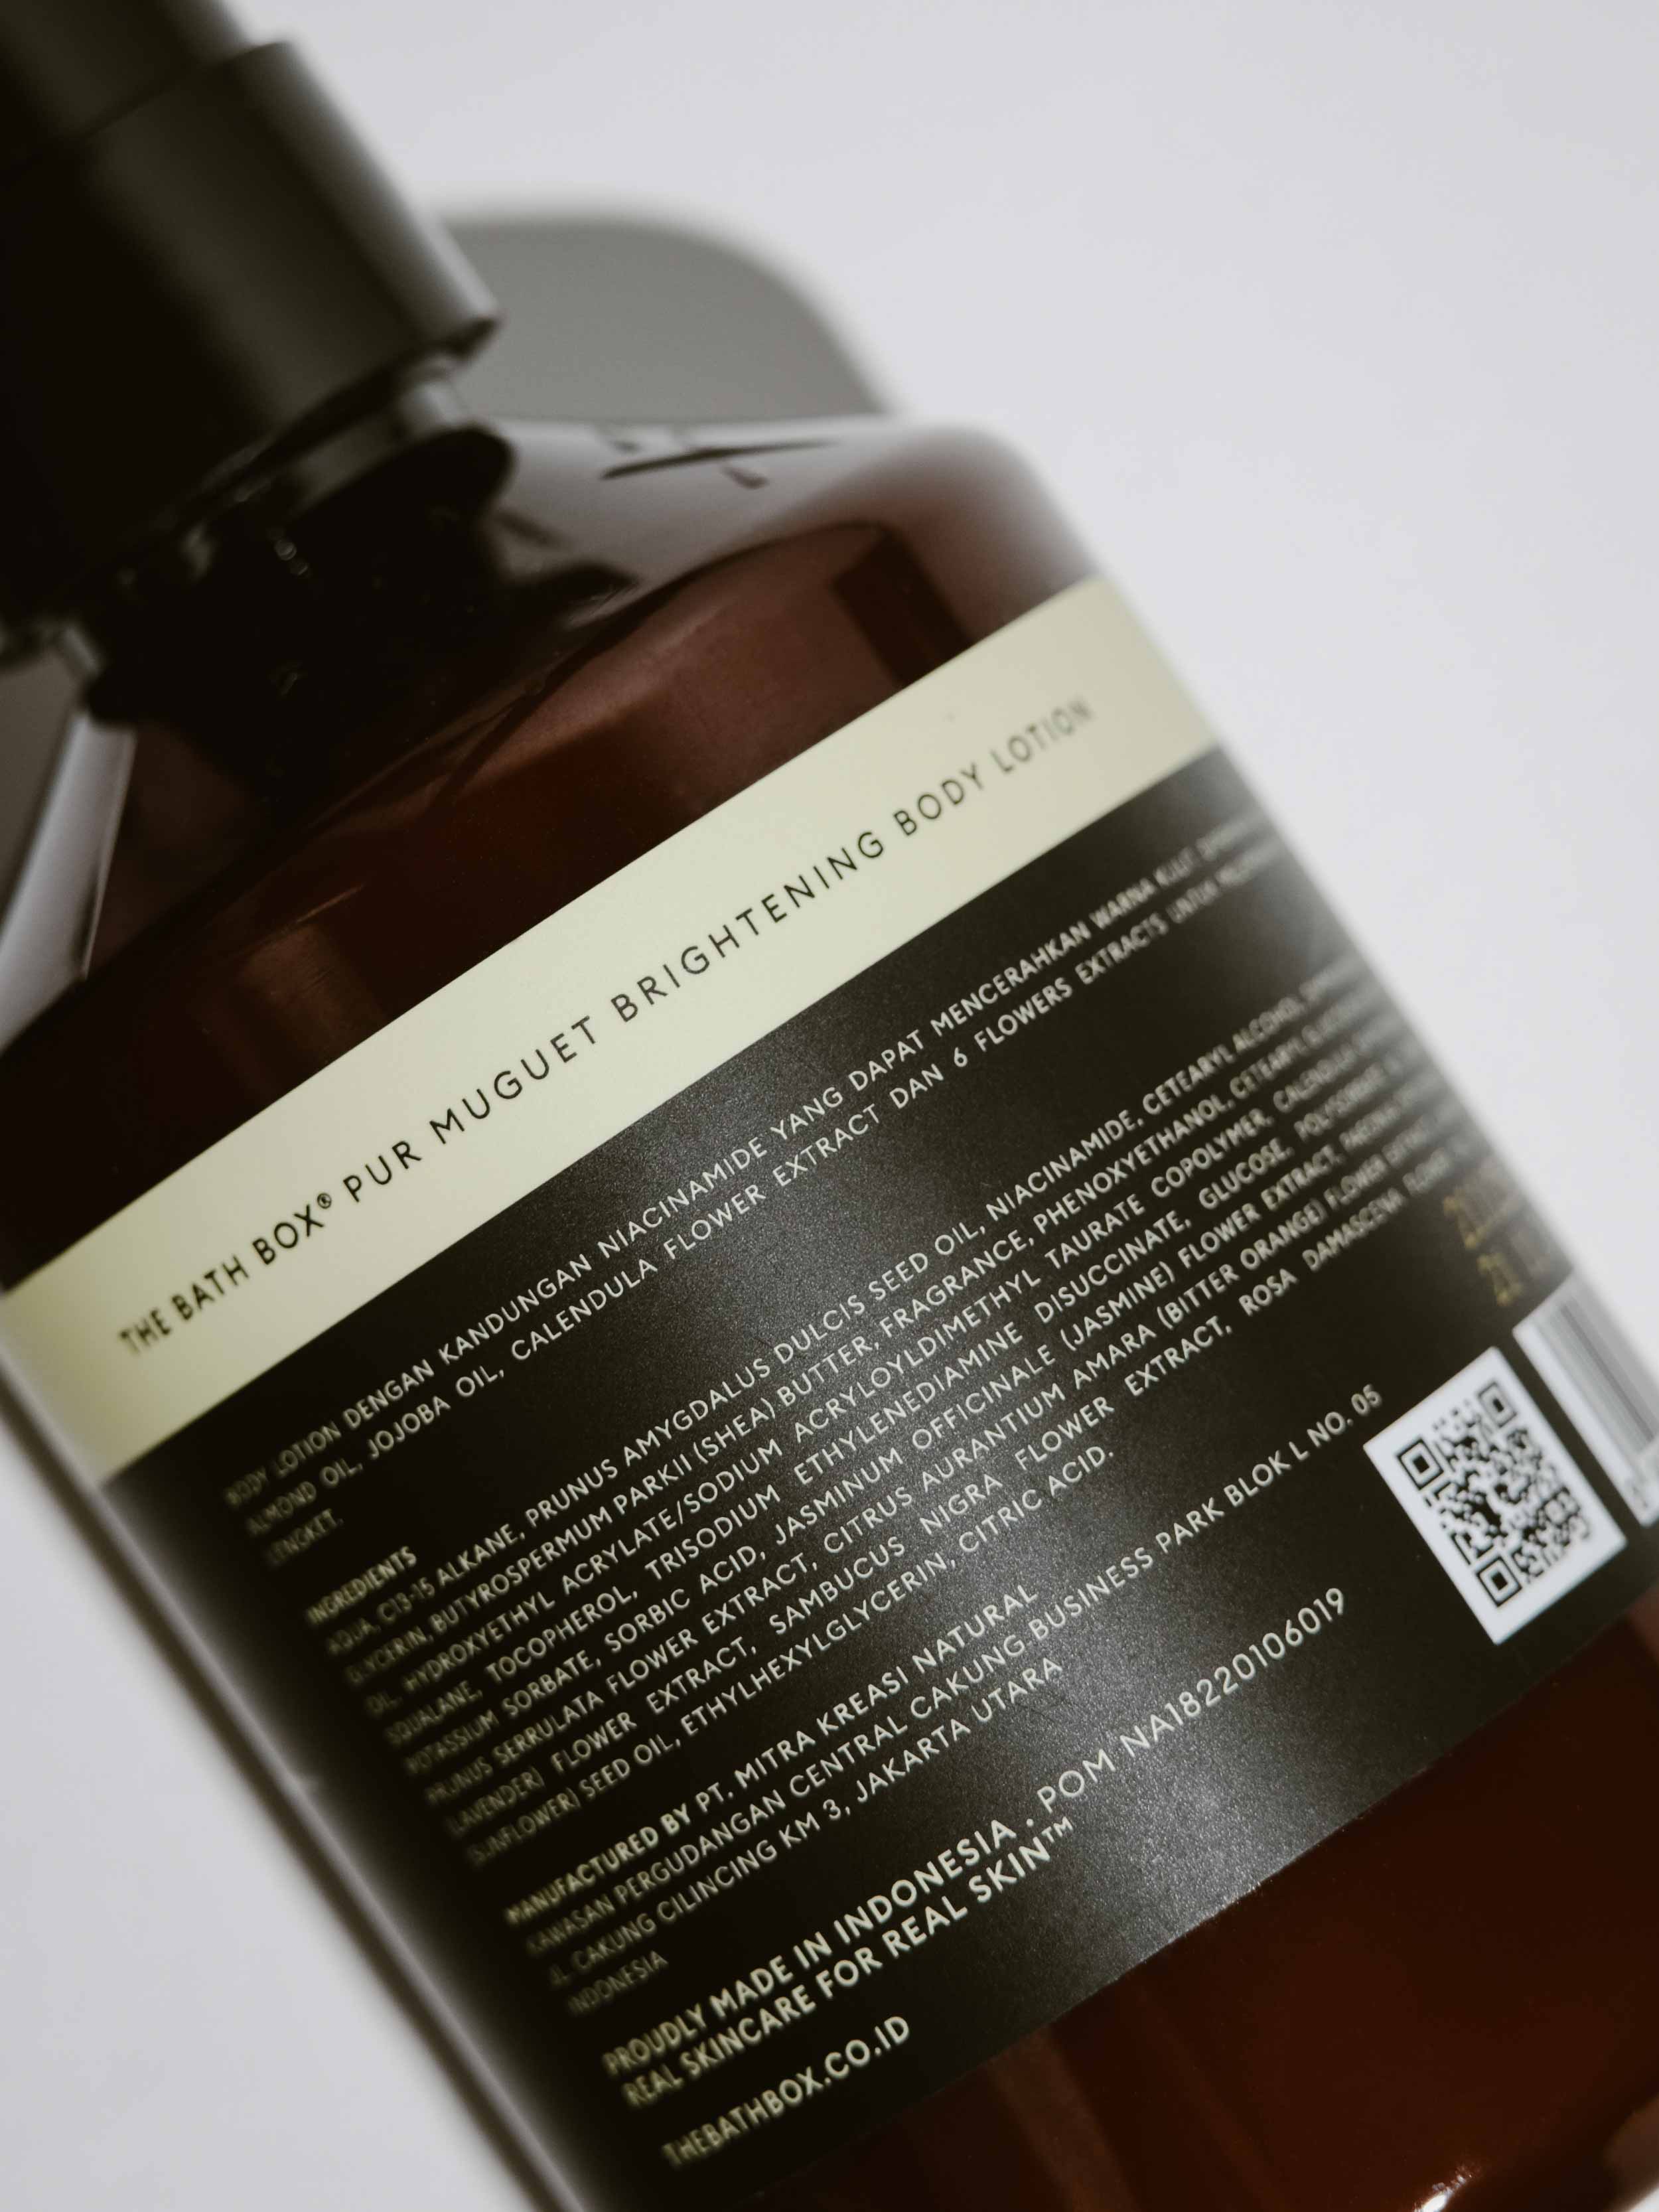 THE BATH BOX® PUR MUGUET BRIGHTENING BODY LOTION
BODY LOTION DENGAN KANDUNGAN NIACINAMIDE YANG DAPAT MENCERAHKAN WARNA KULIT
ALMOND OIL, JOJOBA OIL, CALENDULA FLOWER EXTRACT DAN 6 FLOWERS EXTRACTS UNTUK
LENGKET.
INGREDIENTS
AQUA, C13-15 ALKANE, PRUNUS AMYGDALUS DULCIS SEED OIL, NIACINAMIDE, CETEARYL ALCOHOL,
GLYCERIN, BUTYROSPERMUM PARKII (SHEA) BUTTER, FRAGRANCE, PHENOXYETHANOL, CETEARYL
OIL, HYDROXYETHYL ACRYLATE/SODIUM ACRYLOYLDIMETHYL TAURATE COPOLYMER, CALENDULA
SQUALANE, TOCOPHEROL, TRISODIUM ETHYLENEDIAMINE DISUCCINATE, GLUCOSE, POLYSORBATE
POTASSIUM SORBATE, SORBIC ACID, JASMINUM OFFICINALE (JASMINE) FLOWER EXTRACT, PAEONIA
PRUNUS SERRULATA FLOWER EXTRACT, CITRUS AURANTIUM AMARA (BITTER ORANGE) FLOWER
(LAVENDER) FLOWER EXTRACT, SAMBUCUS NIGRA FLOWER EXTRACT, ROSA DAMASCENA FLOWER
(SUNFLOWER) SEED OIL, ETHYLHEXYLGLYCERIN, CITRIC ACID.
MANUFACTURED BY PT. MITRA KREASI NATURAL
KAWASAN PERGUDANGAN CENTRAL CAKUNG BUSINESS PARK BLOK L NO. 05
JL. CAKUNG CILINCING KM 3, JAKARTA UTARA
INDONESIA
PROUDLY MADE IN INDONESIA . POM NA18220106019
REAL SKINCARE FOR REAL SKIN™
THEBATHBOX.CO.ID